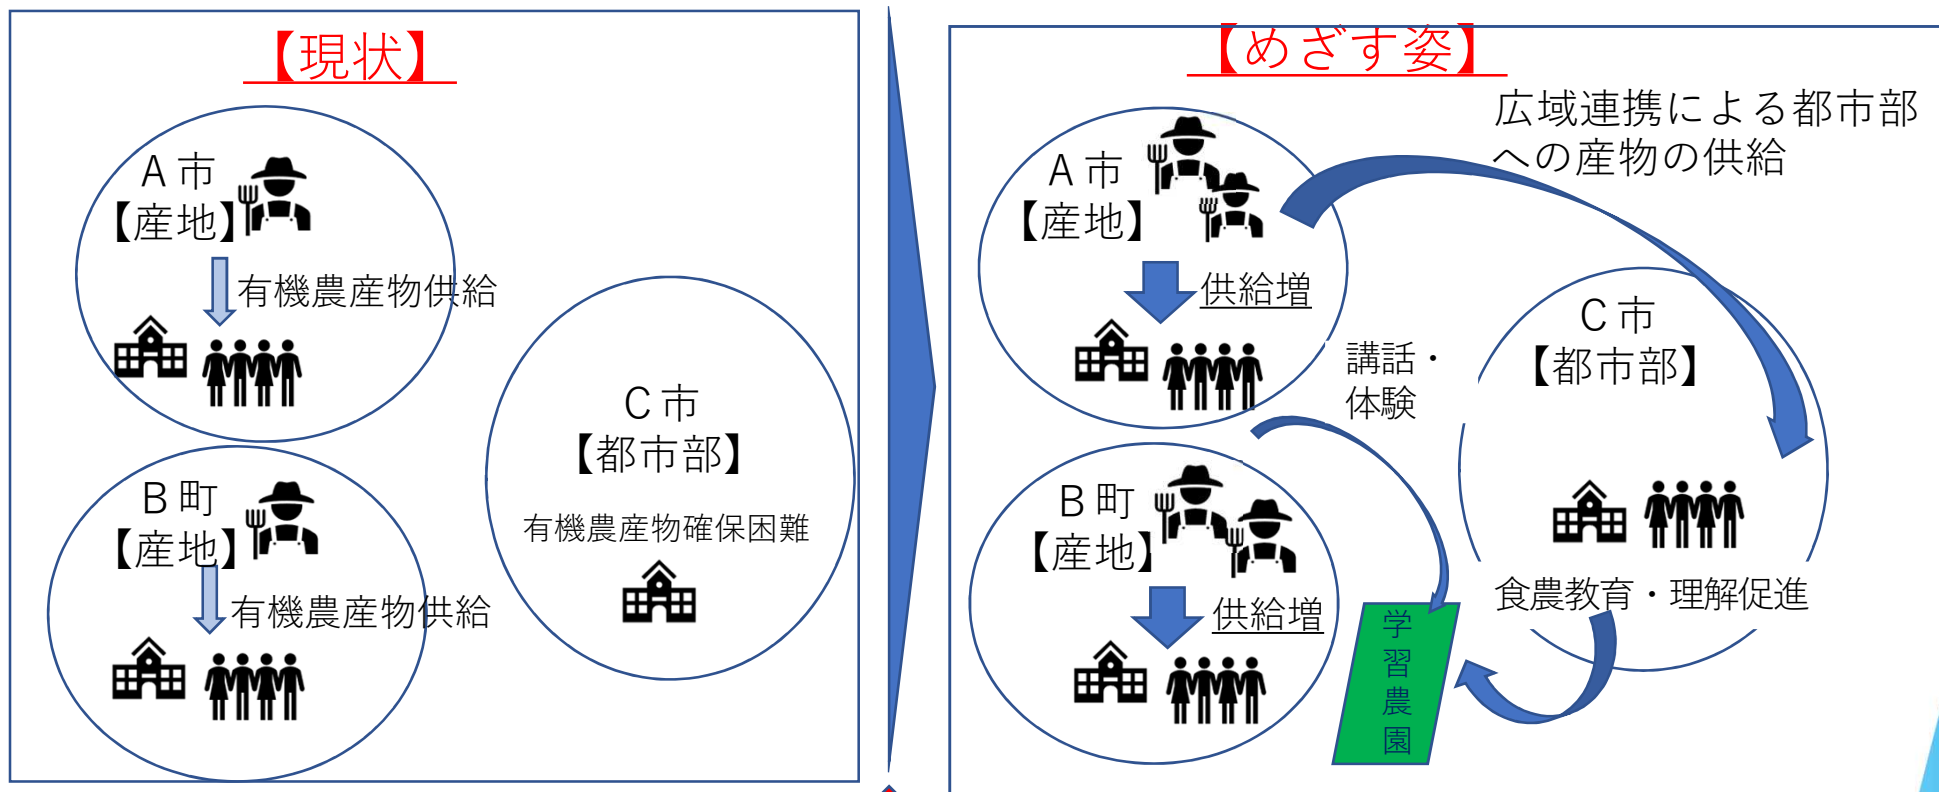 【現状】
A市
【産地】
有機農産物供給
B町
【産地】
有機農産物供給
C市
【都市部】
有機農産物確保困難
【めざす姿】
広域連携による都市部
への産物の供給
A市
【産地】
供給増
講話・
体験
B町
【産地】
供給増
学習農園
C市
【都市部】
食農教育・理解促進